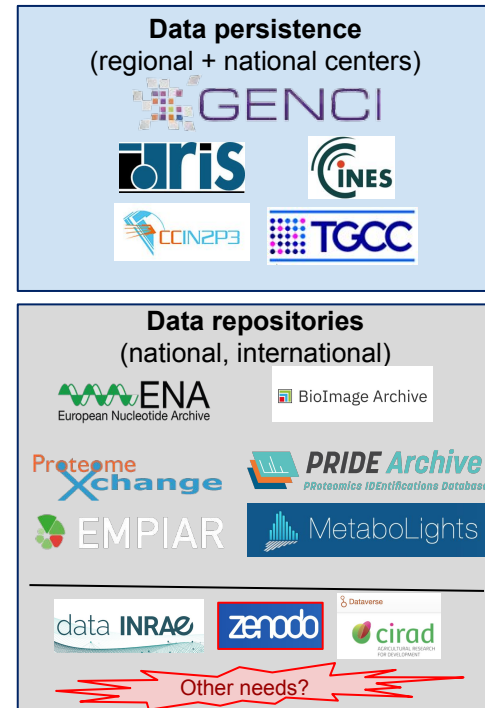 Data persistence
(regional + national centers)
GENCI
idris
CINES
CCIN2P3
TGCC
Data repositories
(national, international)
ENA
European Nucleotide Archive
BioImage Archive
Proteome
Xchange
PRIDE Archive
PRoteomics IDEntifications Database
EMPIAR
MetaboLights
data INRAE
zenodo
Dataverse
cirad
AGRICULTURAL RESEARCH
FOR DEVELOPMENT
Other needs?